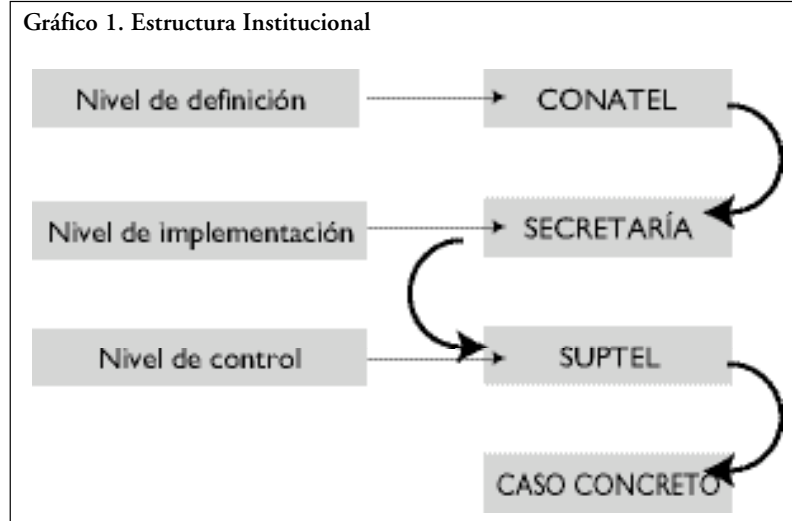 Gráfico 1. Estructura Institucional
Nivel de definición
CONATEL
Nivel de implementación
SECRETARÍA
Nivel de control
SUPTEL
CASO CONCRETO